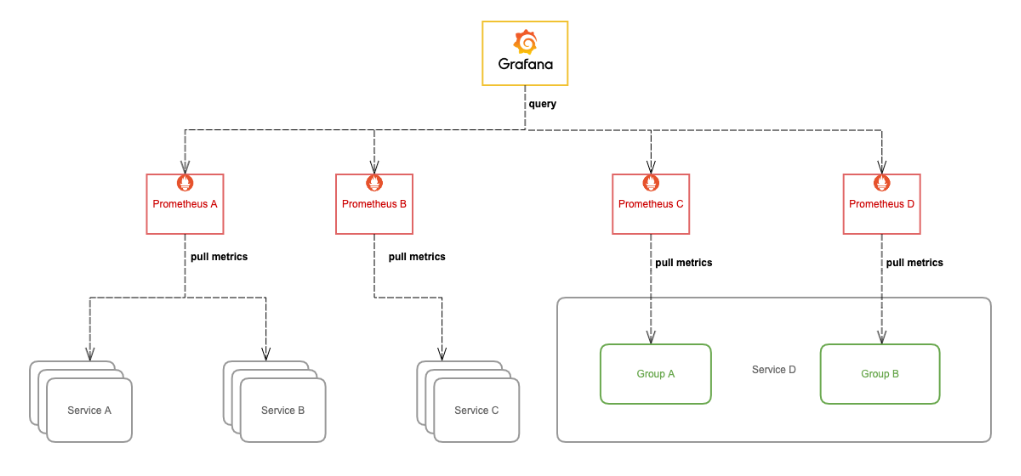 Grafana
query
Prometheus A
Prometheus B
Prometheus C
Prometheus D
pull metrics
pull metrics
pull metrics
pull metrics
Group A
Service D
Group B
Service A
Service B
Service C